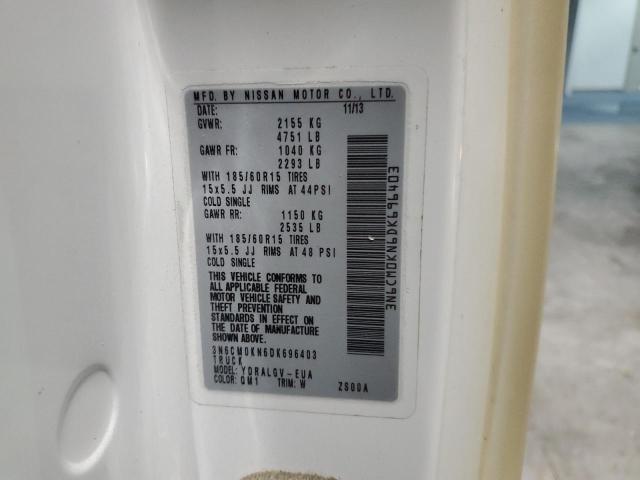 MFD. BY NISSAN MOTOR CO., LTD.
DATE: 11/13
GVWR: 2155 KG
4751 LB
GAWR FR: 1040 KG
2293 LB
WITH 185/60R15 TIRES
15x5.5 JJ RIMS AT 44PSI
COLD SINGLE
GAWR RR: 1150 KG
2535 LB
WITH 185/60R15 TIRES
15x5.5 JJ RIMS AT 48 PSI
COLD SINGLE
THIS VEHICLE CONFORMS TO
ALL APPLICABLE FEDERAL
MOTOR VEHICLE SAFETY AND
THEFT PREVENTION
STANDARDS IN EFFECT ON
THE DATE OF MANUFACTURE
SHOWN ABOVE.
3N6CM0KN6DK696403
TRUCK
MODEL: YDRALGV-EUA
COLOR: QM1 TRIM: W ZS00A
3N6CM0KN6DK696403